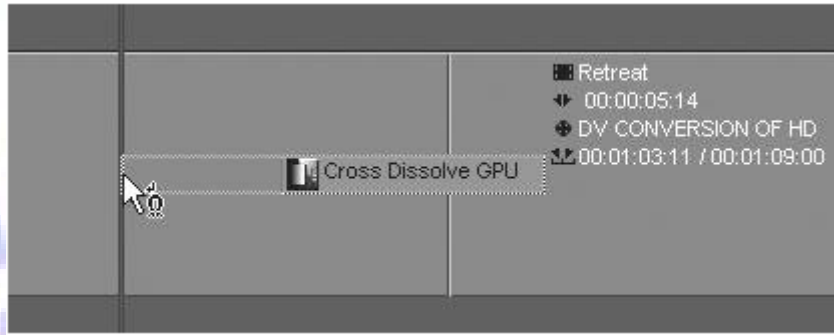 Retreat
00:00:05:14
DV CONVERSION OF HD
Cross Dissolve GPU
00:01:03:11 / 00:01:09:00